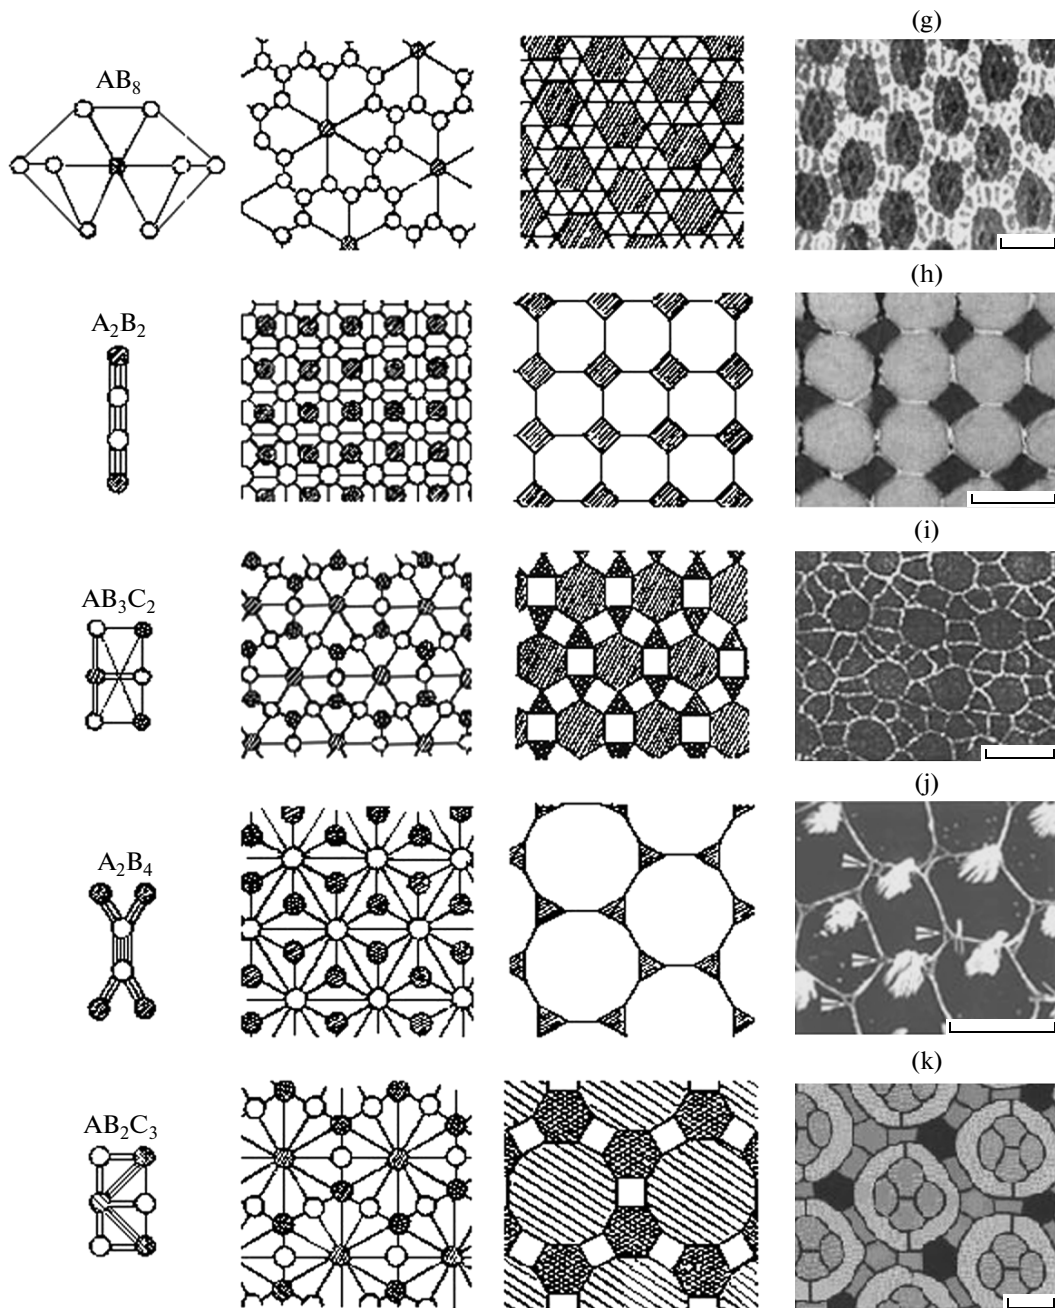 (g)
AB₈
(h)
A₂B₂
(i)
AB₃C₂
(j)
A₂B₄
(k)
AB₂C₃